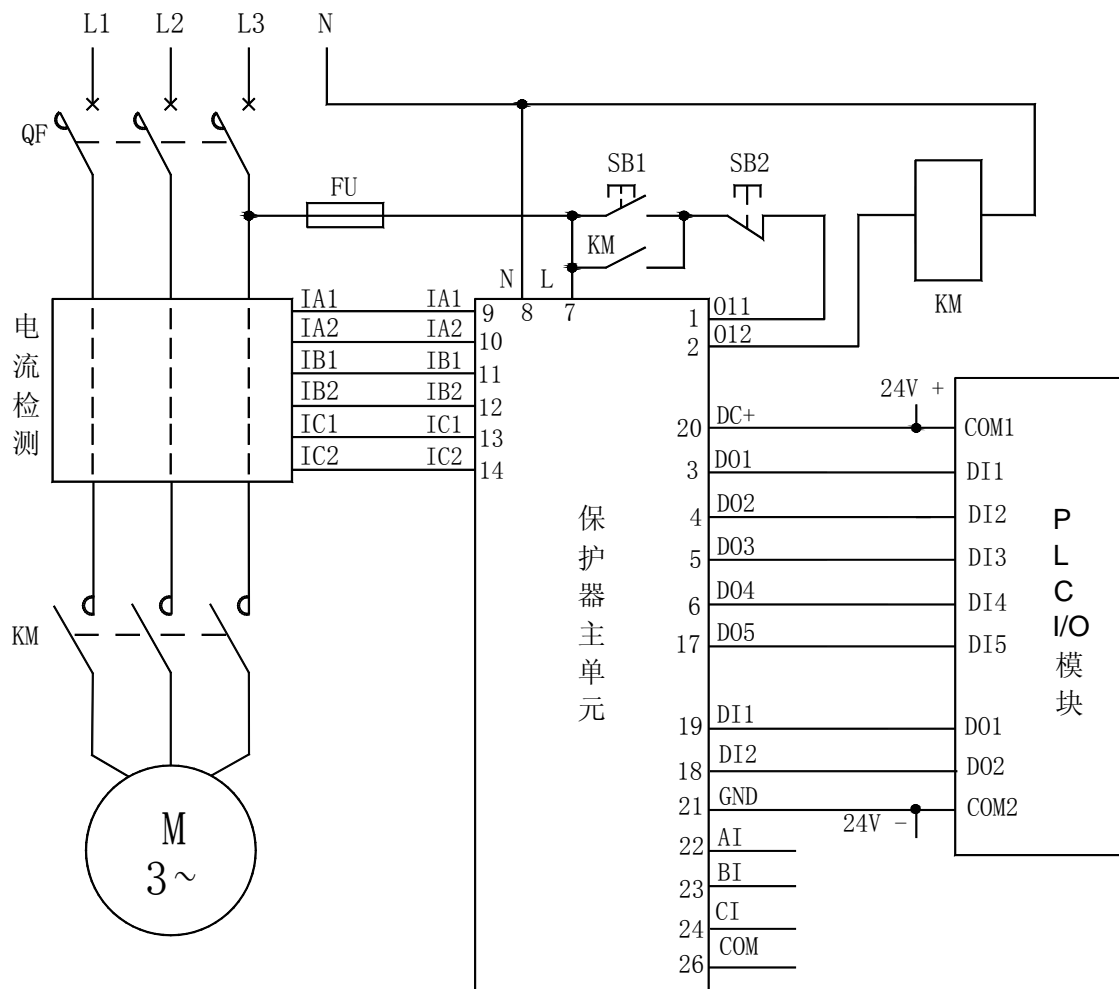 L1 L2 L3 N
QF
FU
SB1 SB2
KM
KM
N L
8 7
电流检测
IA1 IA1 9
IA2 IA2 10
IB1 IB1 11
IB2 IB2 12
IC1 IC1 13
IC2 IC2 14
1 O11
2 O12
24V +
20 DC+ COM1
3 DO1 DI1
4 DO2 DI2
5 DO3 DI3
6 DO4 DI4
17 DO5 DI5
19 DI1 DO1
18 DI2 DO2
21 GND COM2
24V -
22 AI
23 BI
24 CI
26 COM
保护器主单元
PLC I/O模块
KM
M
3~